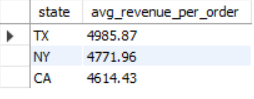 state avg_revenue_per_order
TX 4985.87
NY 4771.96
CA 4614.43